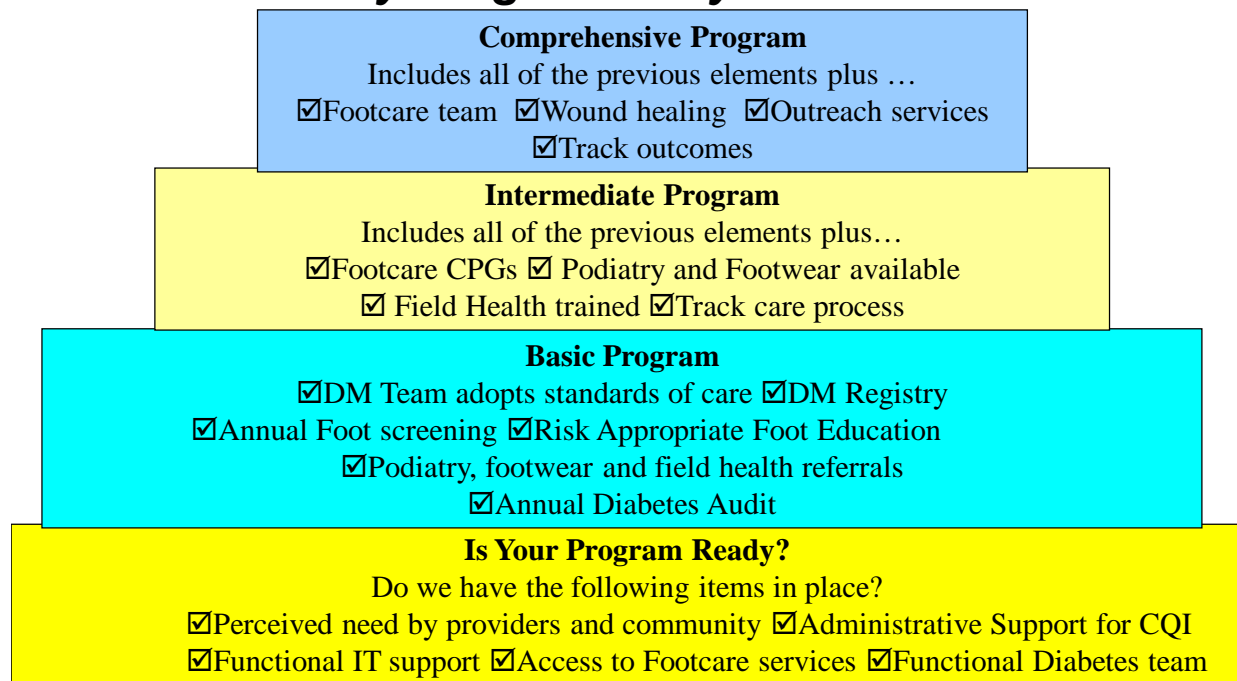 Comprehensive Program
Includes all of the previous elements plus …
☑Footcare team ☑Wound healing ☑Outreach services
☑Track outcomes
Intermediate Program
Includes all of the previous elements plus…
☑Footcare CPGs ☑ Podiatry and Footwear available
☑ Field Health trained ☑Track care process
Basic Program
☑DM Team adopts standards of care ☑DM Registry
☑Annual Foot screening ☑Risk Appropriate Foot Education
☑Podiatry, footwear and field health referrals
☑Annual Diabetes Audit
Is Your Program Ready?
Do we have the following items in place?
☑Perceived need by providers and community ☑Administrative Support for CQI
☑Functional IT support ☑Access to Footcare services ☑Functional Diabetes team